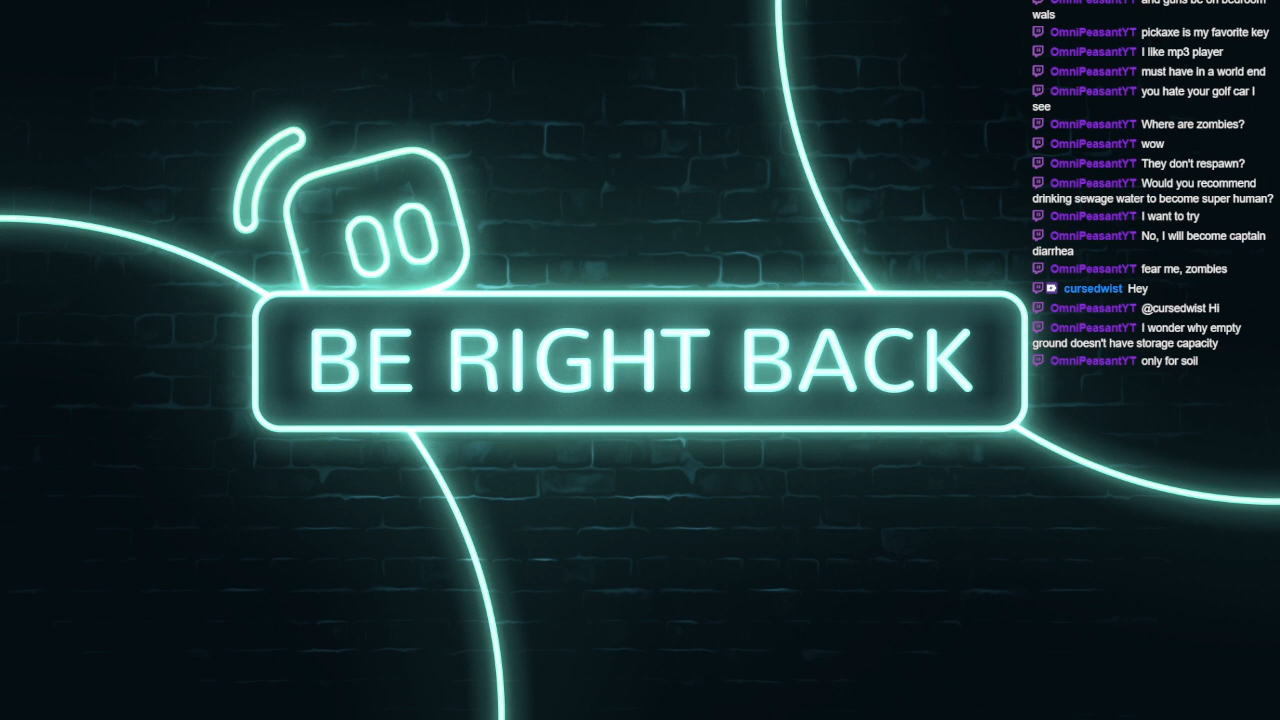 OmniPeasantYT and guns be on bedroom
wals
OmniPeasantYT pickaxe is my favorite key
OmniPeasantYT I like mp3 player
OmniPeasantYT must have in a world end
OmniPeasantYT you hate your golf car I
see
OmniPeasantYT Where are zombies?
OmniPeasantYT wow
OmniPeasantYT They don't respawn?
OmniPeasantYT Would you recommend
drinking sewage water to become super human?
OmniPeasantYT I want to try
OmniPeasantYT No, I will become captain
diarrhea
OmniPeasantYT fear me, zombies
cursedwist Hey
OmniPeasantYT @cursedwist Hi
OmniPeasantYT I wonder why empty
ground doesn't have storage capacity
OmniPeasantYT only for soil
BE RIGHT BACK